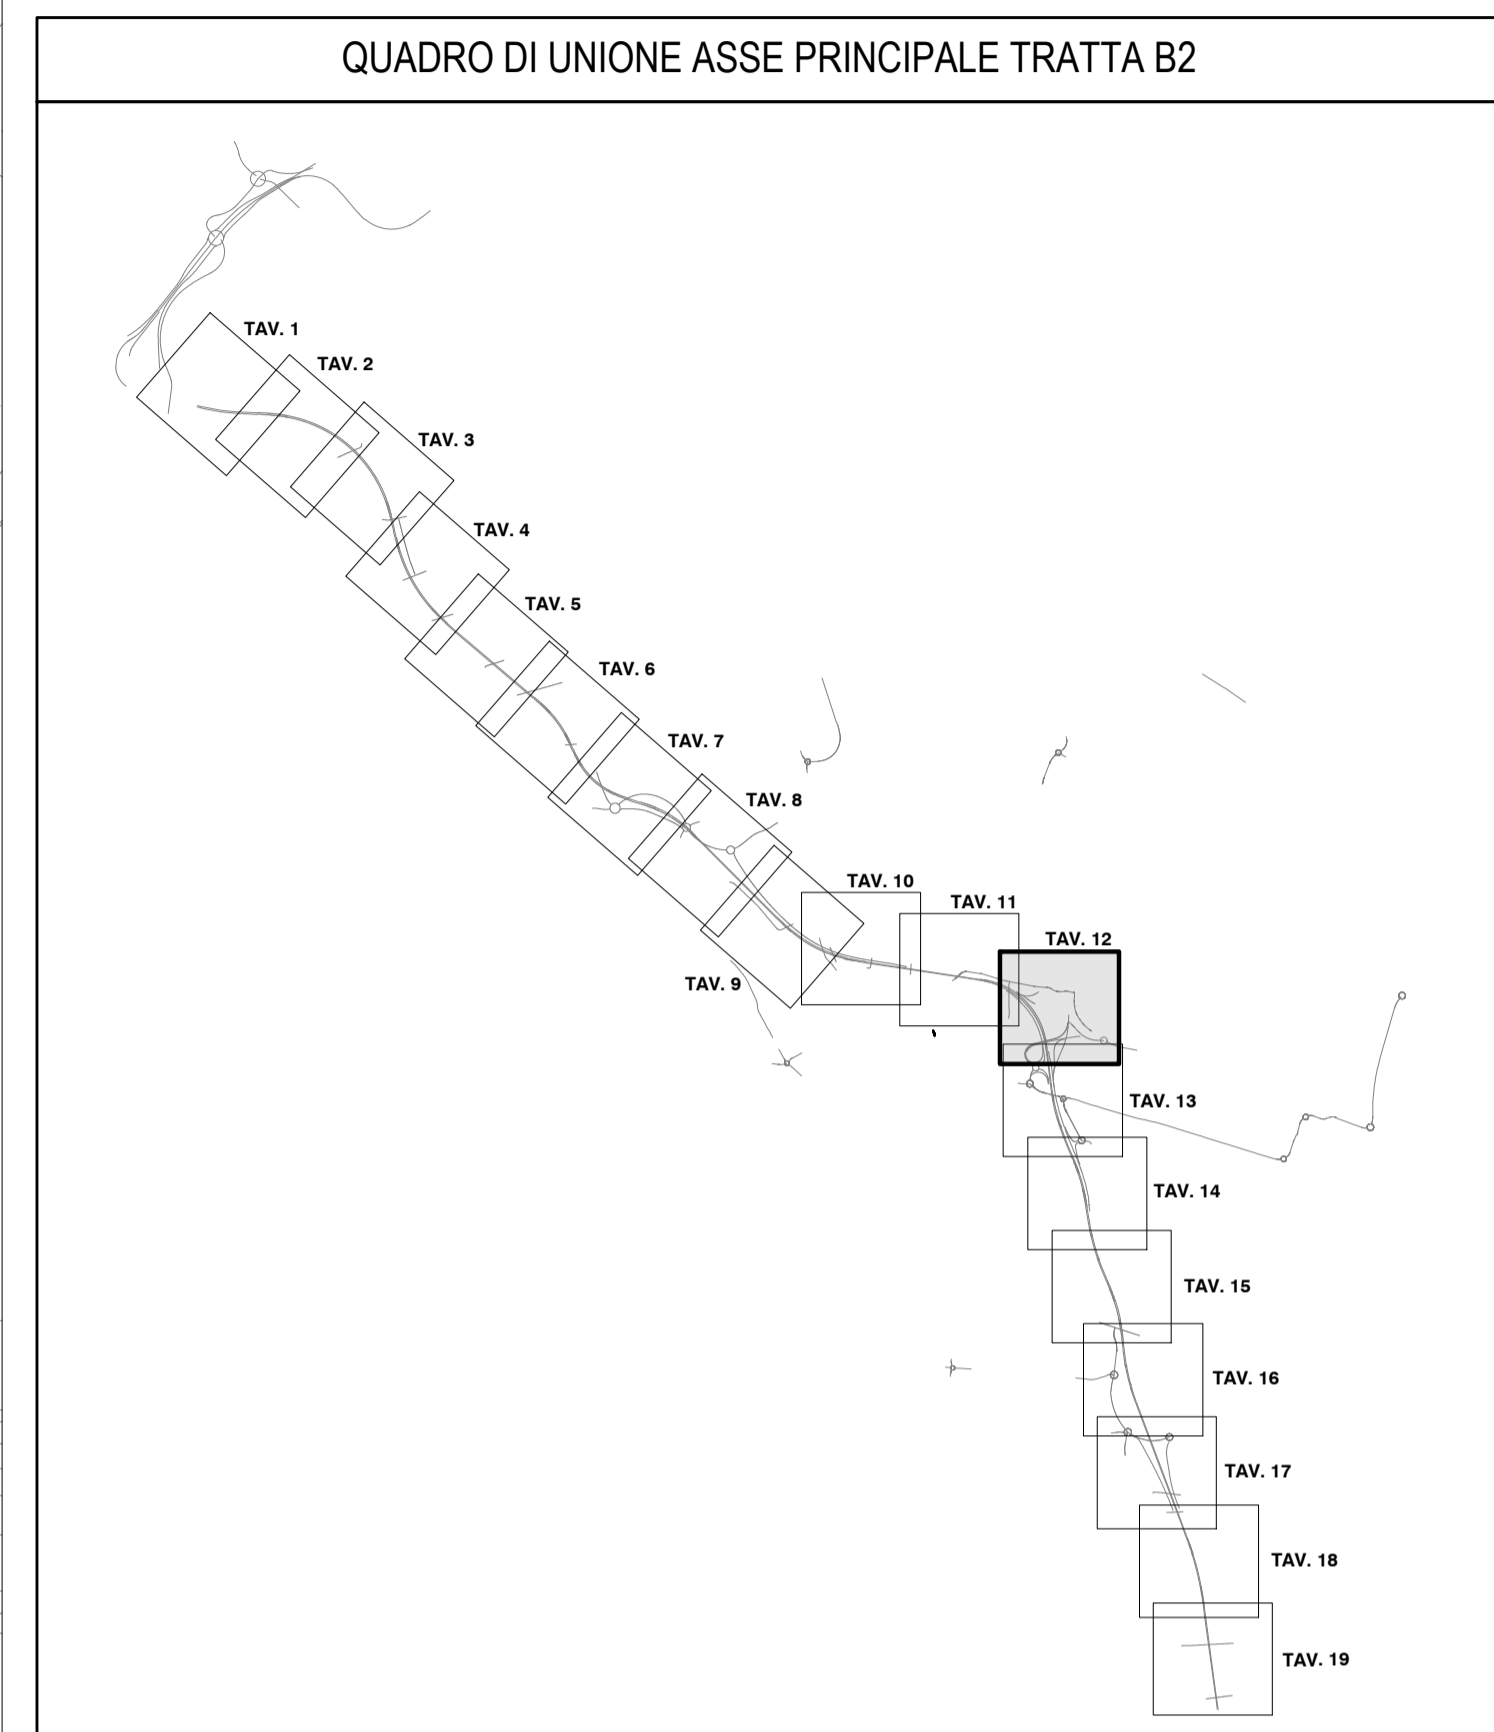 QUADRO DI UNIONE ASSE PRINCIPALE TRATTA B2
TAV. 1
TAV. 2
TAV. 3
TAV. 4
TAV. 5
TAV. 6
TAV. 7
TAV. 8
TAV. 10
TAV. 11
TAV. 12
TAV. 9
TAV. 13
TAV. 14
TAV. 15
TAV. 16
TAV. 17
TAV. 18
TAV. 19